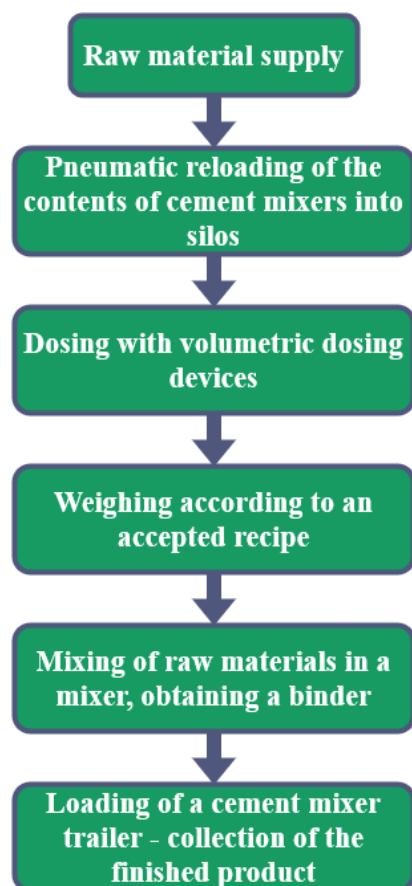 Raw material supply
Pneumatic reloading of the
contents of cement mixers into
silos
Dosing with volumetric dosing
devices
Weighing according to an
accepted recipe
Mixing of raw materials in a
mixer, obtaining a binder
Loading of a cement mixer
trailer - collection of the
finished product